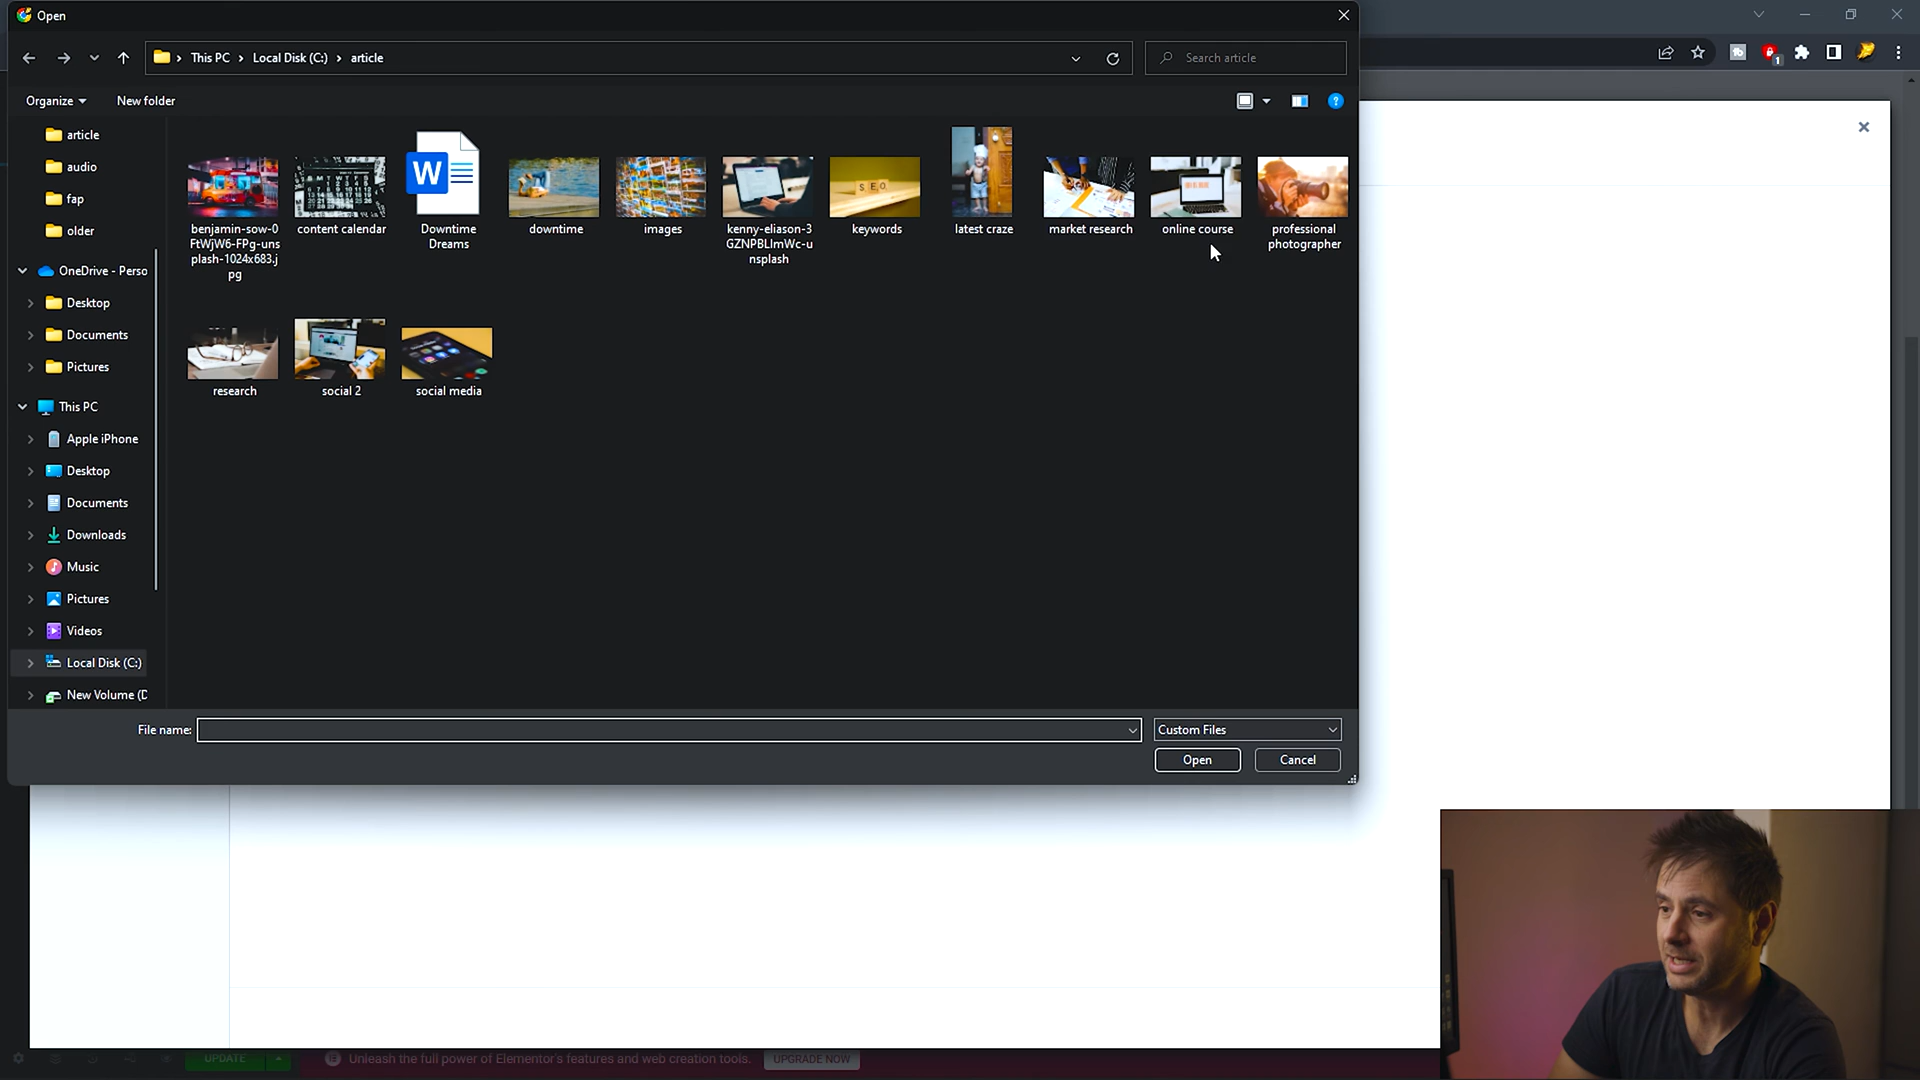 Open
This PC > Local Disk (C:) > article
Search article
Organize
New folder
article
audio
fap
older
OneDrive - Perso
Desktop
Documents
Pictures
This PC
Apple iPhone
Desktop
Documents
Downloads
Music
Pictures
Videos
Local Disk (C:)
New Volume (D
benjamin-sow-0
FtWjW6-FPg-uns
plash-1024x683.j
pg
content calendar
W
Downtime
Dreams
downtime
images
kenny-eliason-3
GZNPBLImWc-u
nsplash
SEO
keywords
latest craze
market research
online course
professional
photographer
research
social 2
social media
File name:
Custom Files
Open
Cancel
1
UPDATE
Unleash the full power of Elementor's features and web creation tools.
UPGRADE NOW